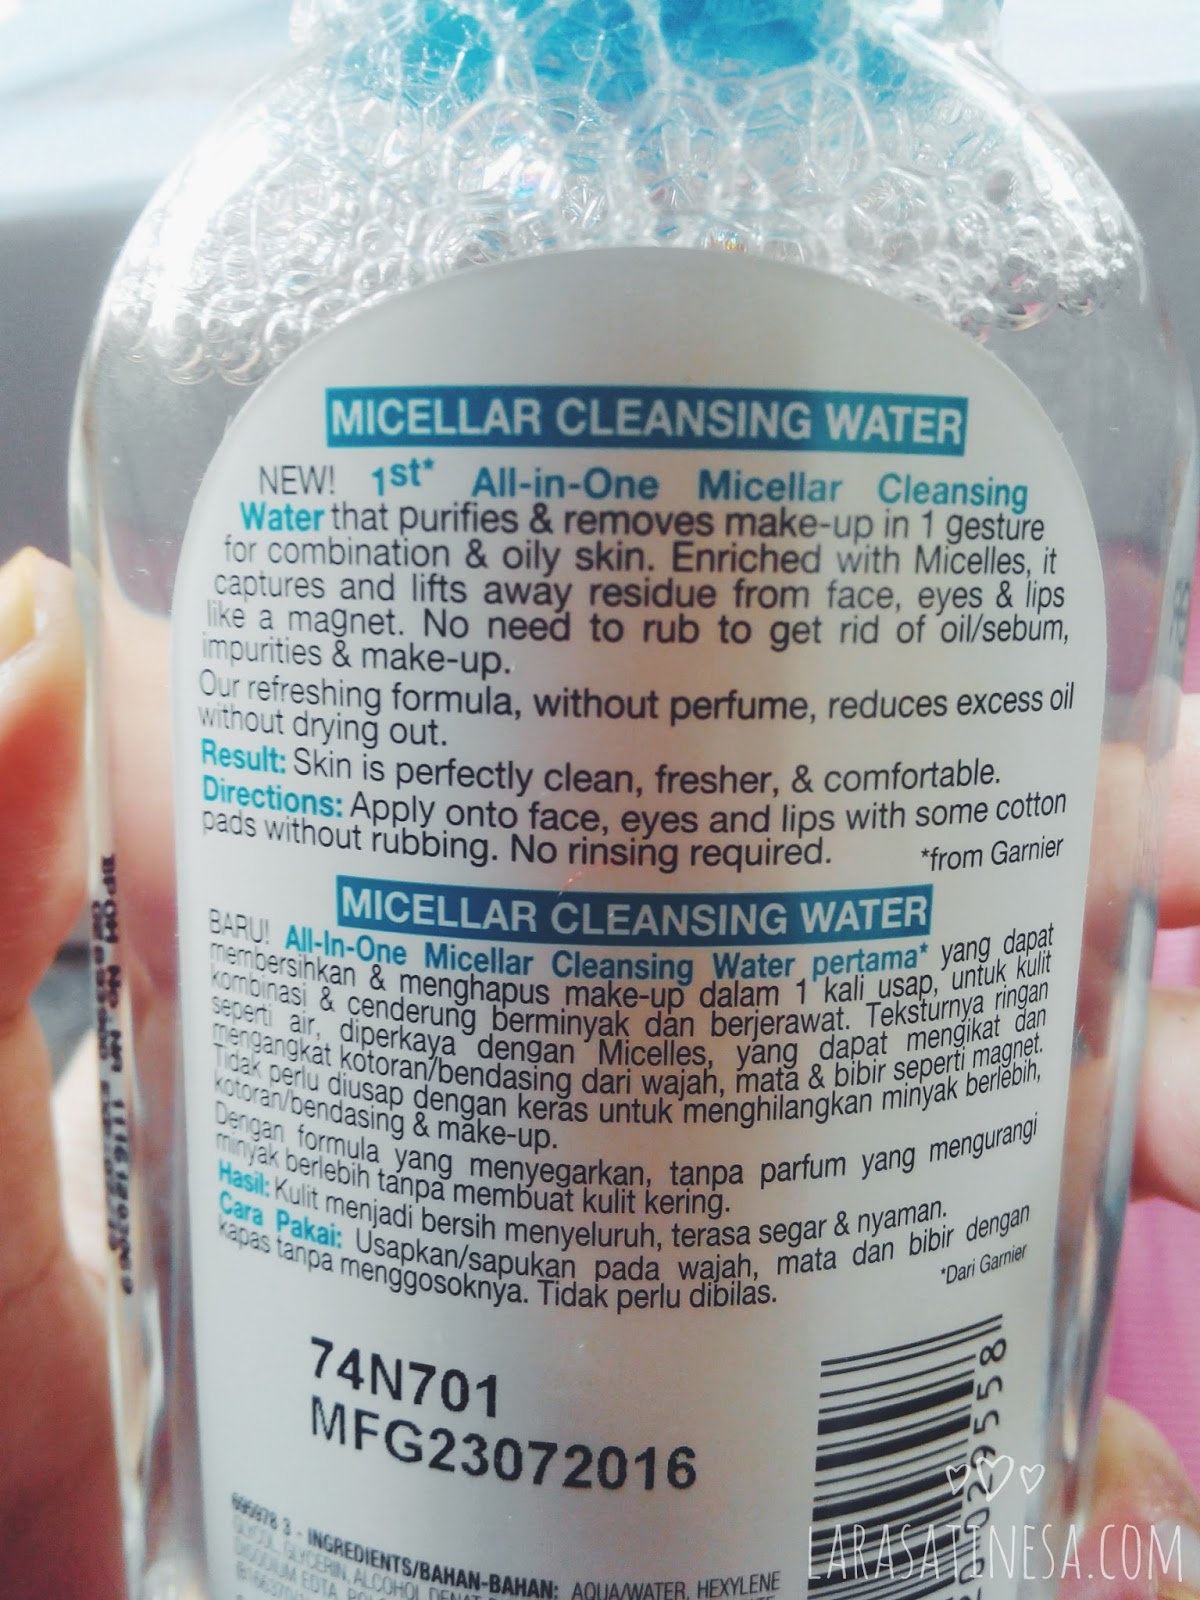 MICELLAR CLEANSING WATER
NEW! 1st* All-in-One Micellar Cleansing
Water that purifies & removes make-up in 1 gesture
for combination & oily skin. Enriched with Micelles, it
captures and lifts away residue from face, eyes & lips
like a magnet. No need to rub to get rid of oil/sebum,
impurities & make-up.
Our refreshing formula, without perfume, reduces excess oil
without drying out.
Result: Skin is perfectly clean, fresher, & comfortable.
Directions: Apply onto face, eyes and lips with some cotton
pads without rubbing. No rinsing required.
*from Garnier
MICELLAR CLEANSING WATER
BARU! All-In-One Micellar Cleansing Water pertama* yang dapat
membersihkan & menghapus make-up dalam 1 kali usap, untuk kulit
kombinasi & cenderung berminyak dan berjerawat. Teksturnya ringan
seperti air, diperkaya dengan Micelles, yang dapat mengikat dan
mengangkat kotoran/bendasing dari wajah, mata & bibir seperti magnet.
Tidak perlu diusap dengan keras untuk menghilangkan minyak berlebih,
kotoran/bendasing & make-up.
Dengan formula yang menyegarkan, tanpa parfum yang mengurangi
minyak berlebih tanpa membuat kulit kering.
Hasil: Kulit menjadi bersih menyeluruh, terasa segar & nyaman.
Cara Pakai: Usapkan/sapukan pada wajah, mata dan bibir dengan
kapas tanpa menggosoknya. Tidak perlu dibilas.
*Dari Garnier
74N701
MFG23072016
3 - INGREDIENTS/BAHAN-BAHAN: AQUA/WATER, HEXYLENE
GLYCOL, GLYCERIN, ALCOHOL DENAT
DISODIUM EDTA
LARASATINESA.COM